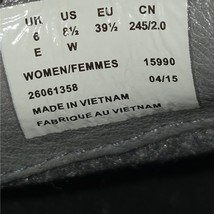 UK US EU CN
6 8½ 39½ 245/2.0
E W
WOMEN/FEMMES 15990
26061358 04/15
MADE IN VIETNAM
FABRIQUE AU VIETNAM